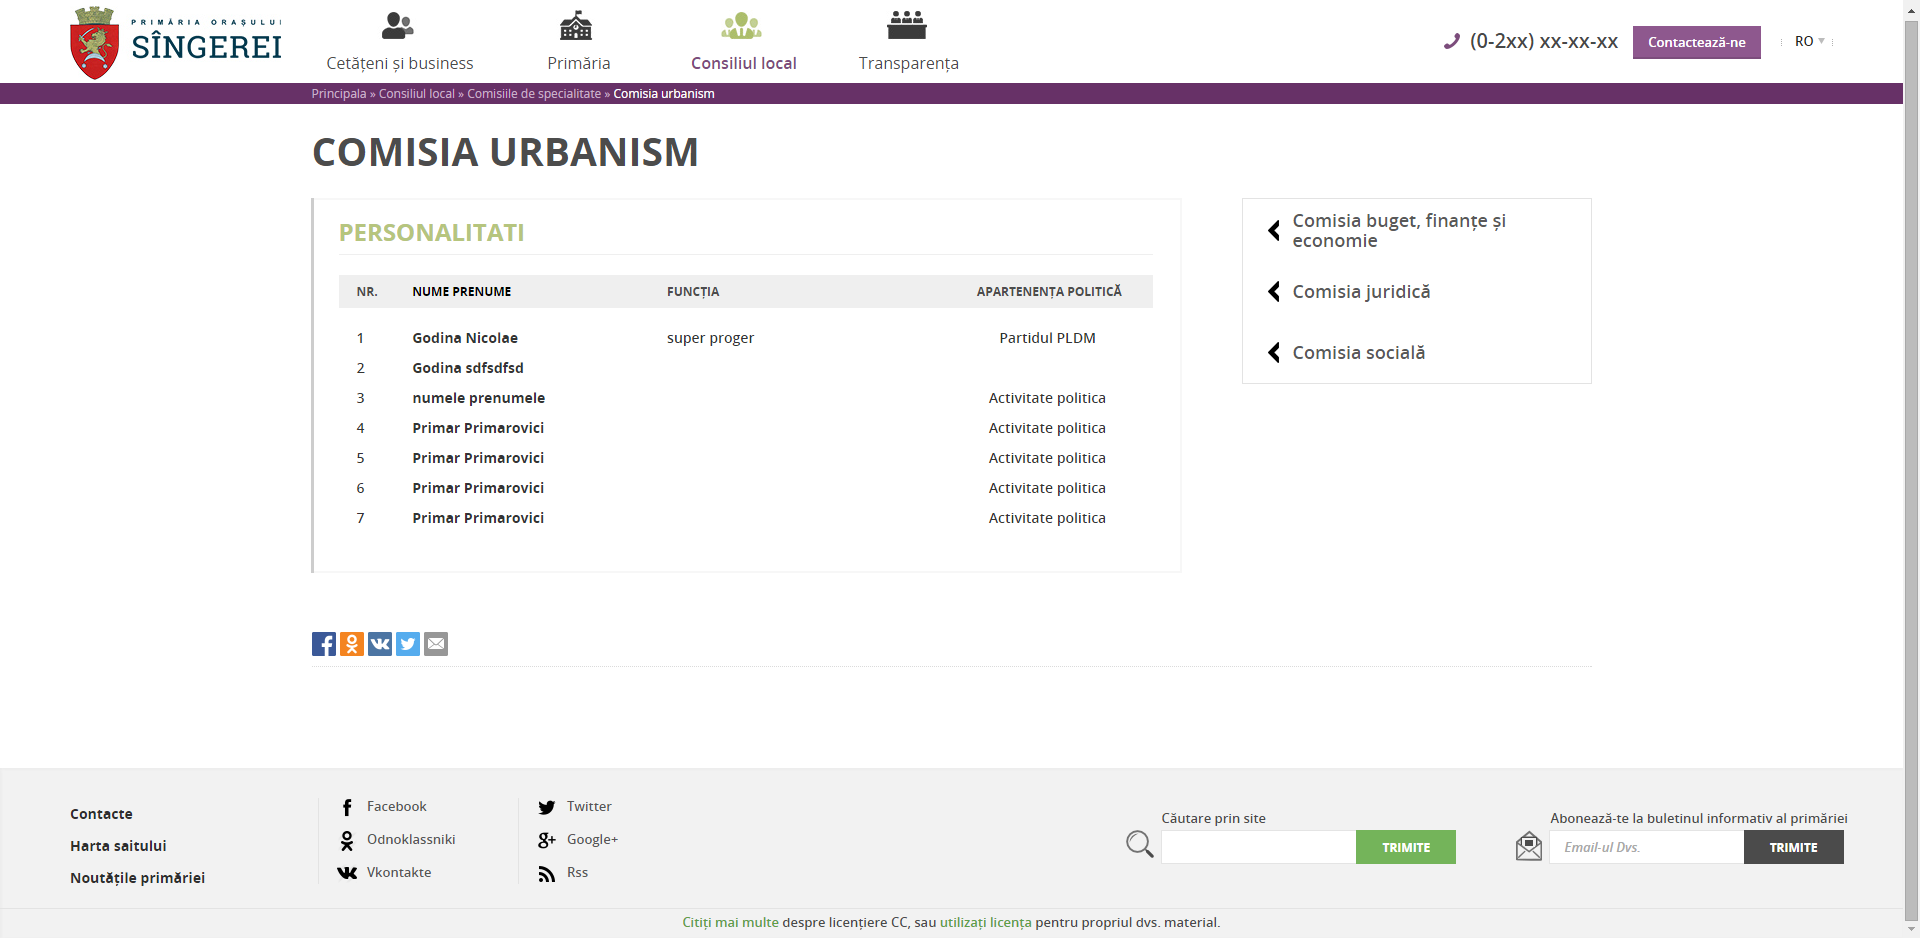 PRIMĂRIA ORAȘULUI
SÎNGEREI
Cetățeni și business
Primăria
Consiliul local
Transparența
(0-2xx) xx-xx-xx
Contactează-ne
RO
Principala » Consiliul local » Comisiile de specialitate » Comisia urbanism
COMISIA URBANISM
PERSONALITATI
NR. NUME PRENUME FUNCȚIA APARTENENȚA POLITICĂ
1 Godina Nicolae super proger Partidul PLDM
2 Godina sdfsdfsd
3 numele prenumele Activitate politica
4 Primar Primarovici Activitate politica
5 Primar Primarovici Activitate politica
6 Primar Primarovici Activitate politica
7 Primar Primarovici Activitate politica
Comisia buget, finanțe și
economie
Comisia juridică
Comisia socială
Contacte
Harta saitului
Noutățile primăriei
Facebook
Odnoklassniki
Vkontakte
Twitter
Google+
Rss
Căutare prin site
TRIMITE
Abonează-te la buletinul informativ al primăriei
Email-ul Dvs.
TRIMITE
Citiți mai multe despre licențiere CC, sau utilizați licența pentru propriul dvs. material.